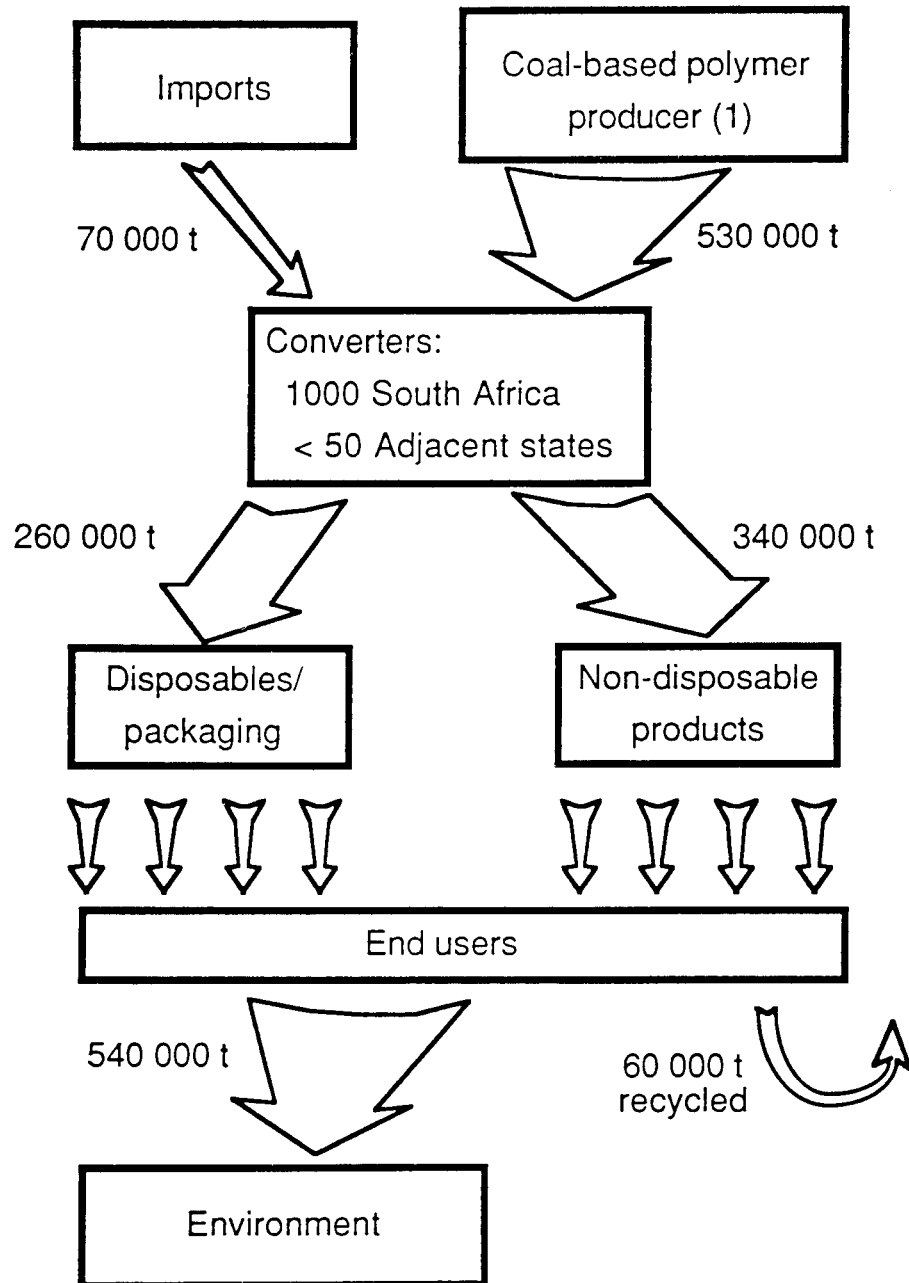 Imports
Coal-based polymer
producer (1)
70 000 t
530 000 t
Converters:
1000 South Africa
< 50 Adjacent states
260 000 t
340 000 t
Disposables/
packaging
Non-disposable
products
End users
540 000 t
60 000 t
recycled
Environment